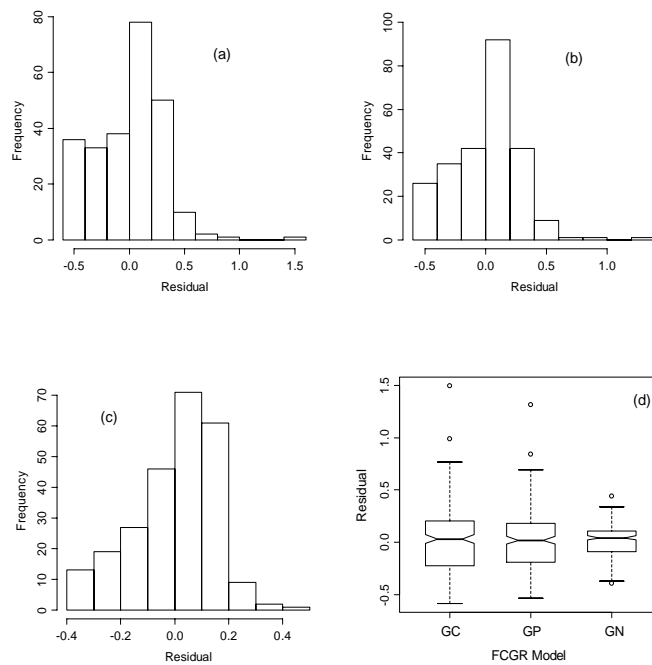 (a)
Frequency
0 20 40 60 80
-0.5 0.0 0.5 1.0 1.5
Residual
(b)
Frequency
0 20 40 60 80 100
-0.5 0.0 0.5 1.0
Residual
(c)
Frequency
0 10 20 30 40 50 60 70
-0.4 -0.2 0.0 0.2 0.4
Residual
(d)
Residual
-0.5 0.0 0.5 1.0 1.5
GC GP GN
FCGR Model